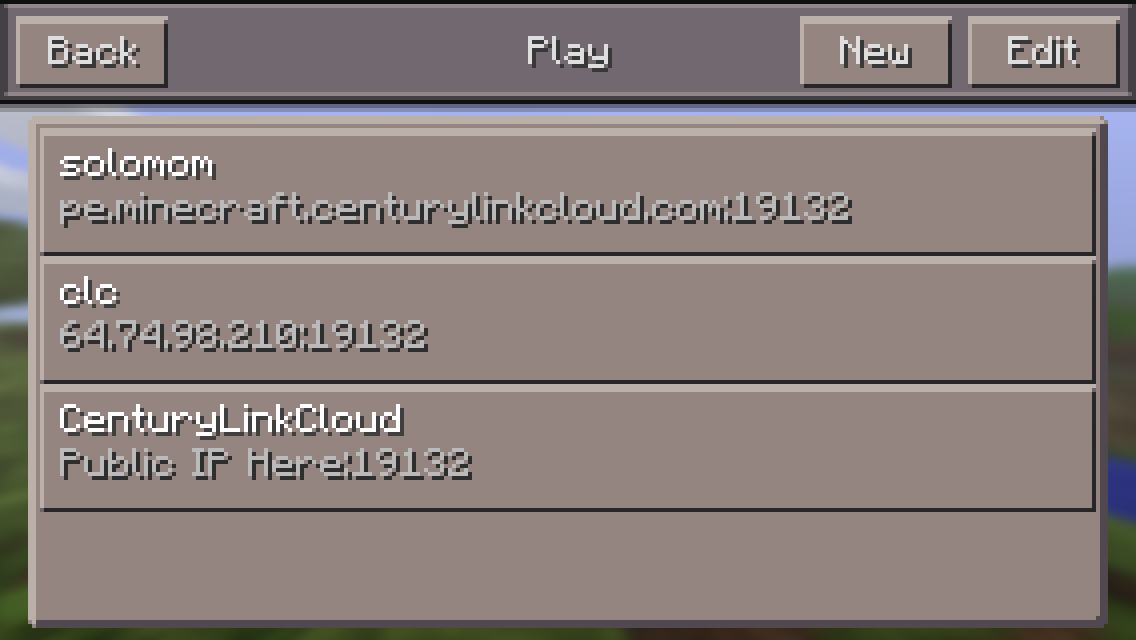 Back Play New Edit
solomom
pe.minecraft.centurylinkcloud.com:19132
clc
64.74.98.210:19132
CenturyLinkCloud
Public IP Here:19132